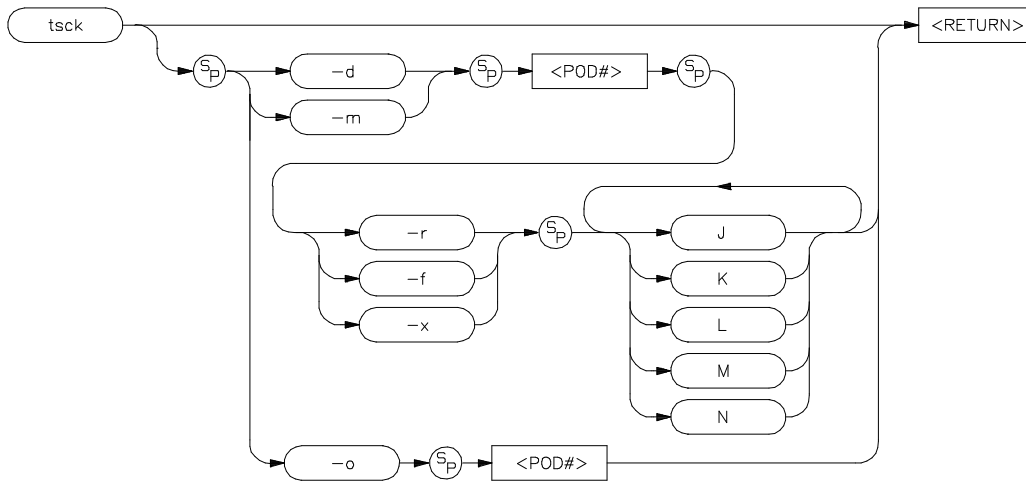 tsck
<RETURN>
SP
-d
SP
<POD#>
SP
-m
-r
SP
J
-f
K
-x
L
M
N
-o
SP
<POD#>